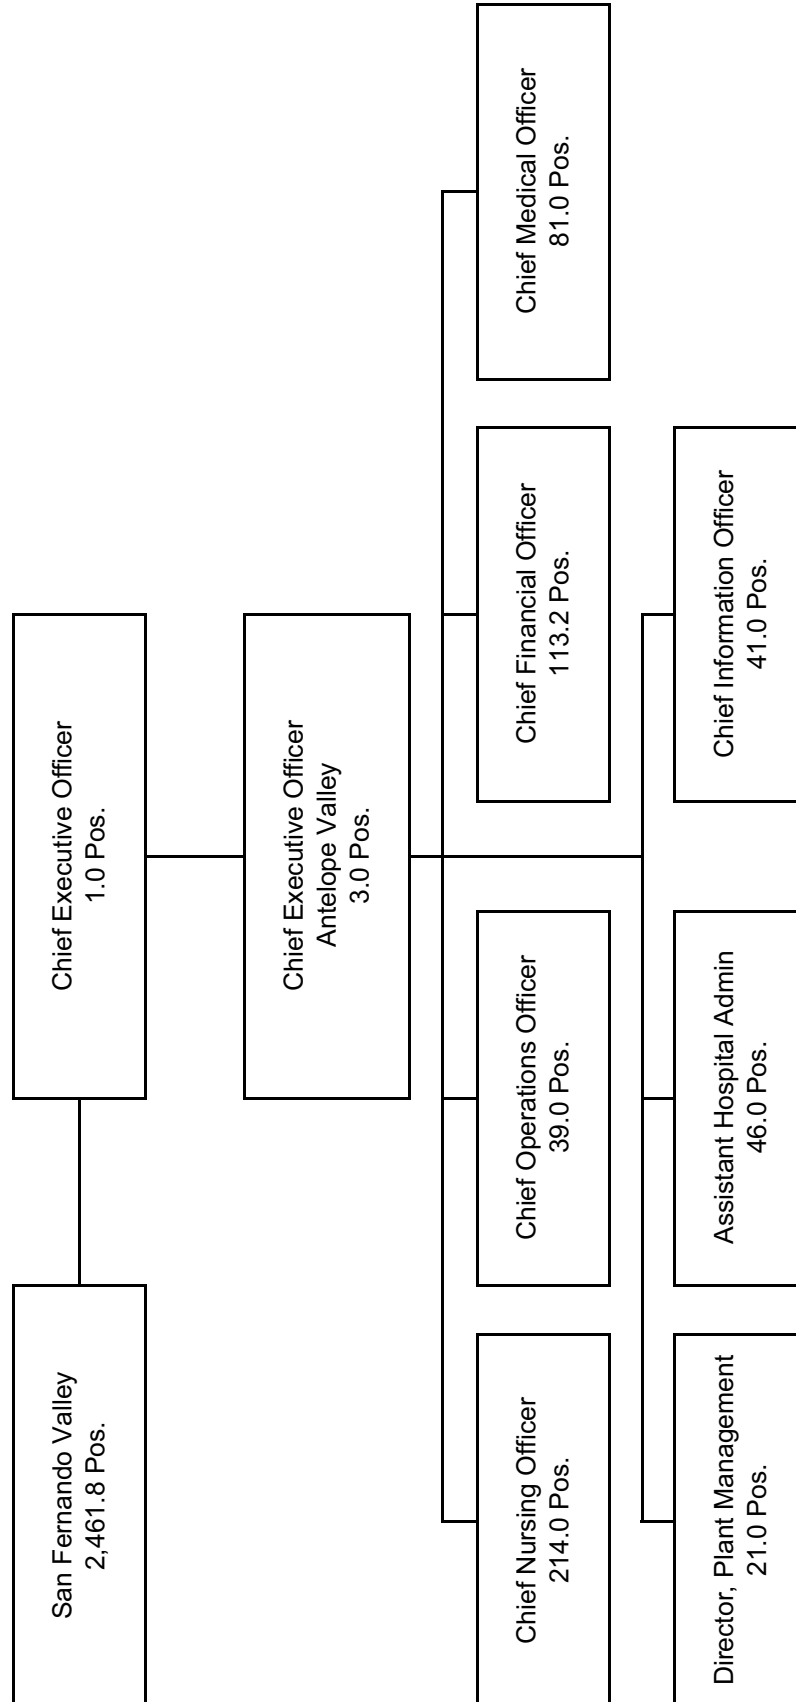 San Fernando Valley
2,461.8 Pos.
Chief Executive Officer
1.0 Pos.
Chief Executive Officer
Antelope Valley
3.0 Pos.
Chief Nursing Officer
214.0 Pos.
Chief Operations Officer
39.0 Pos.
Chief Financial Officer
113.2 Pos.
Chief Medical Officer
81.0 Pos.
Director, Plant Management
21.0 Pos.
Assistant Hospital Admin
46.0 Pos.
Chief Information Officer
41.0 Pos.